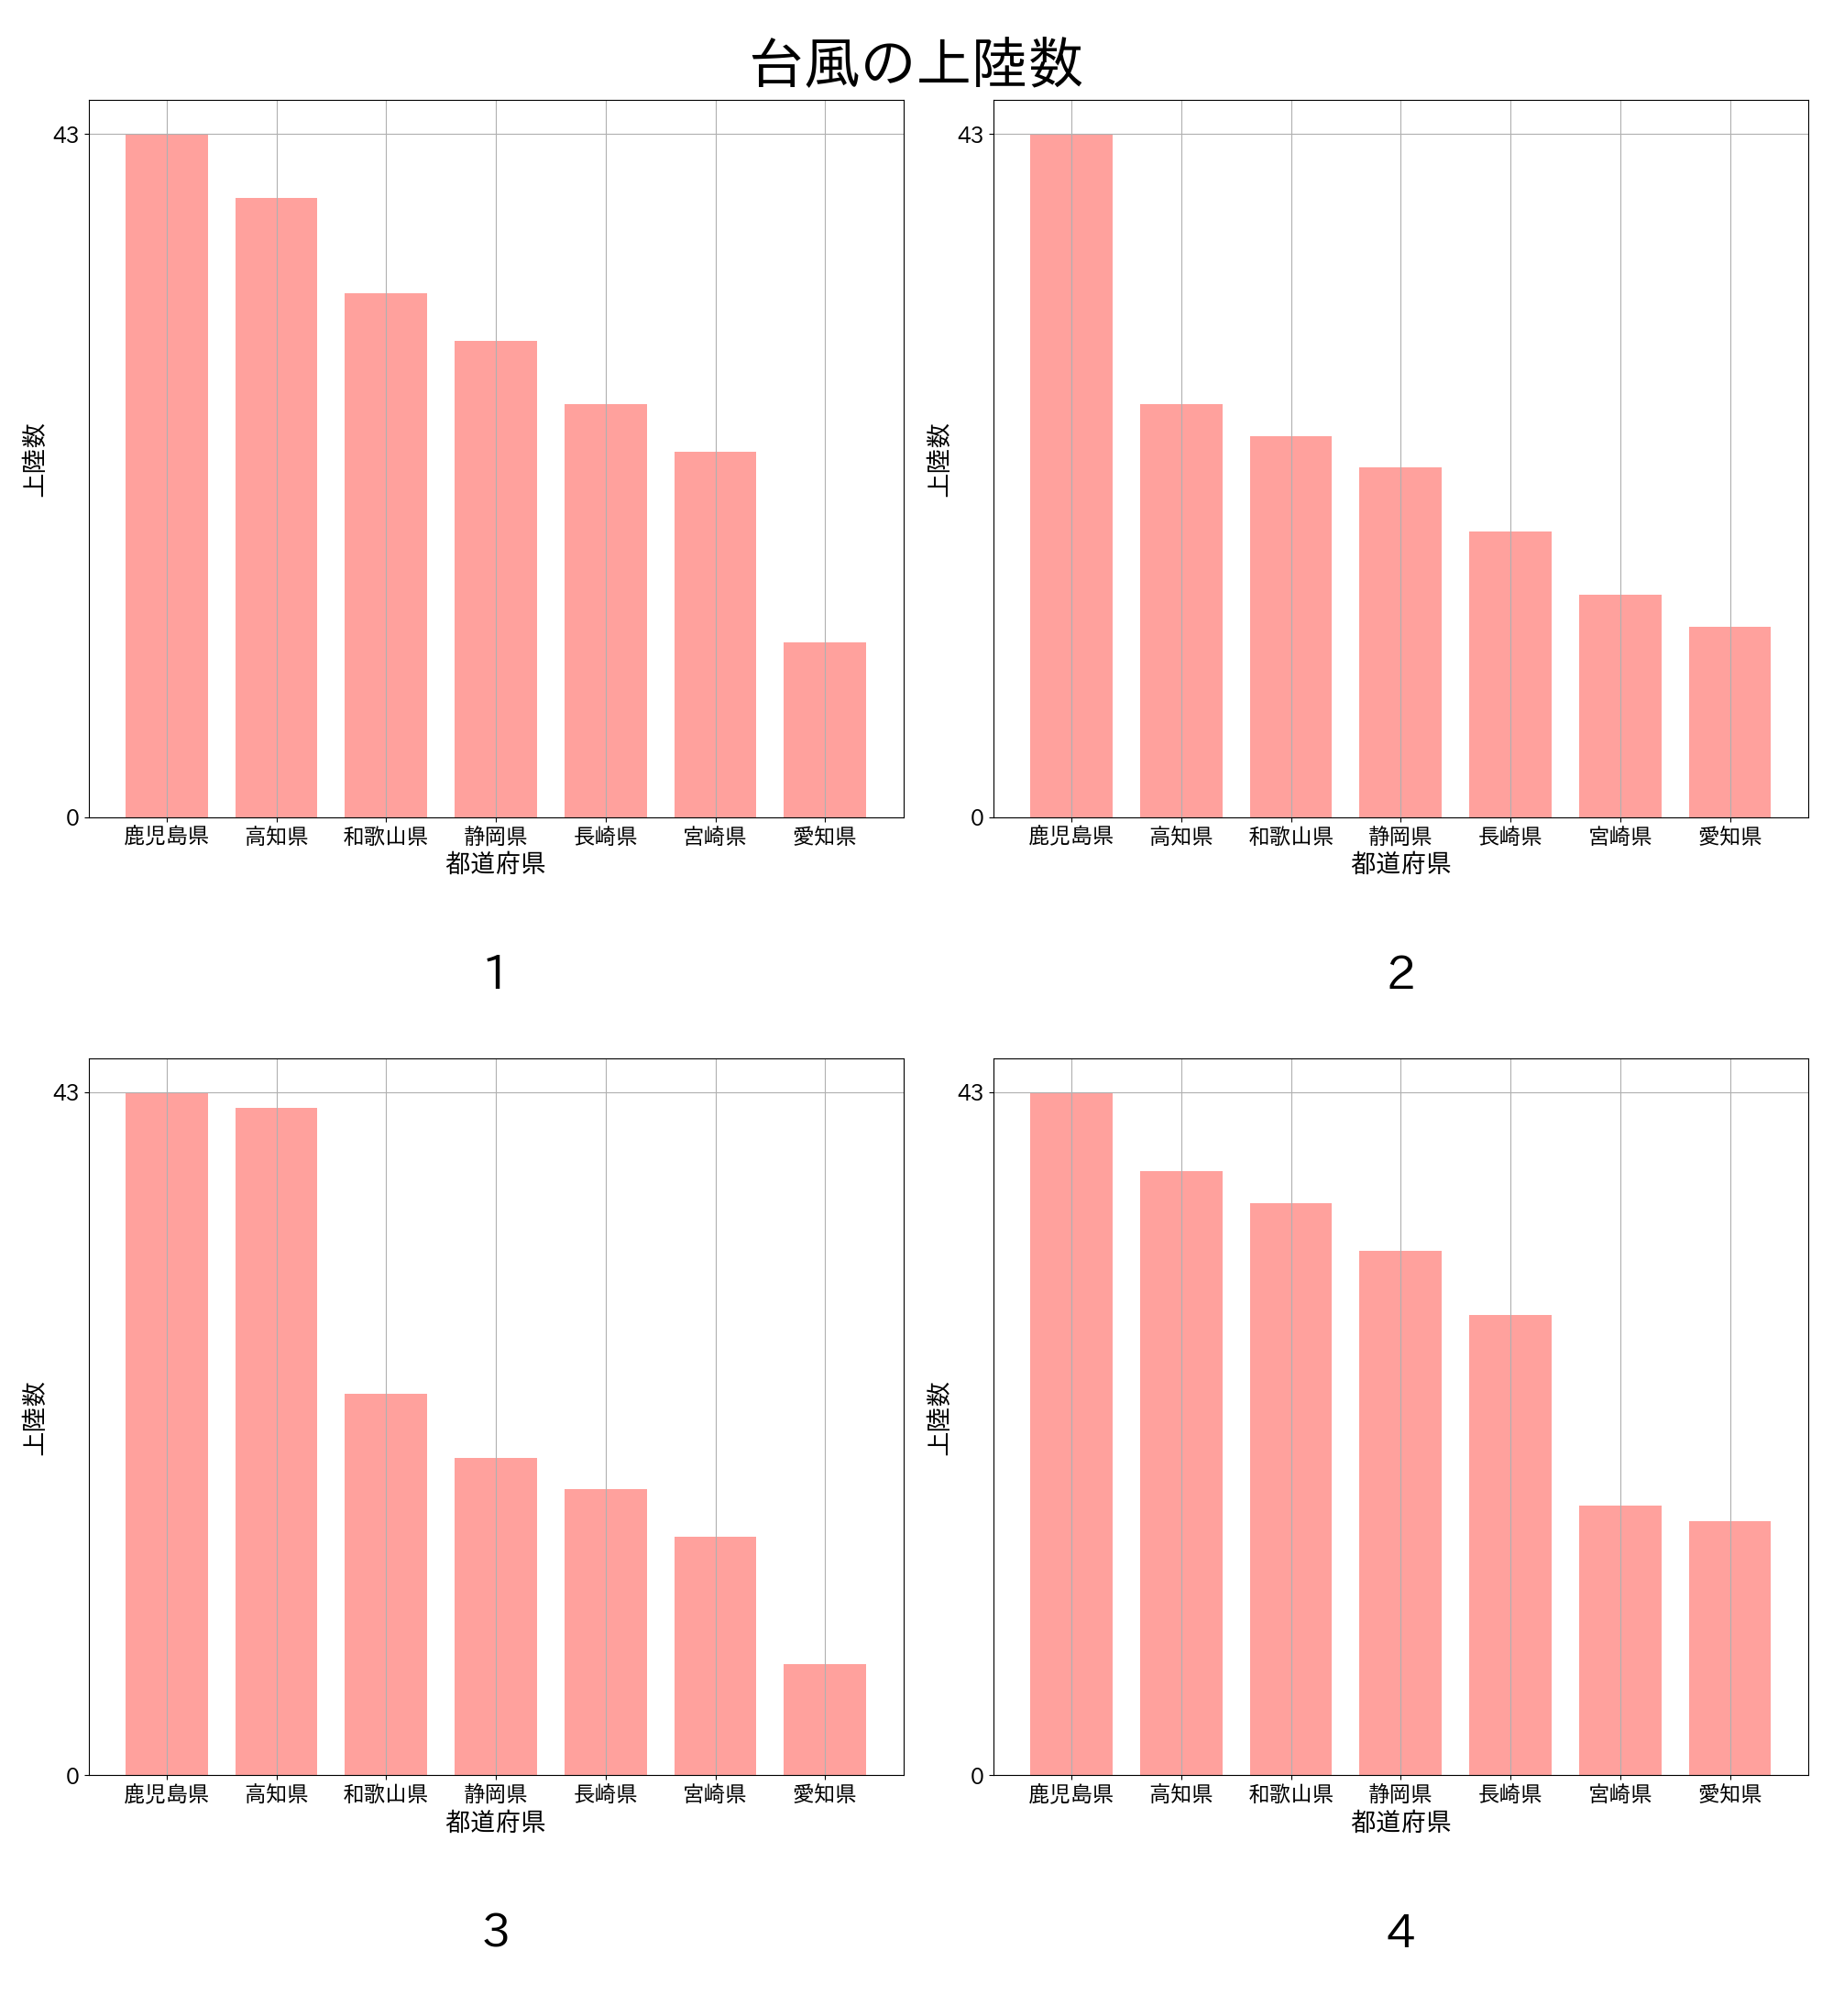 台風の上陸数
43
0
上陸数
鹿児島県 高知県 和歌山県 静岡県 長崎県 宮崎県 愛知県
都道府県
1
43
0
上陸数
鹿児島県 高知県 和歌山県 静岡県 長崎県 宮崎県 愛知県
都道府県
2
43
0
上陸数
鹿児島県 高知県 和歌山県 静岡県 長崎県 宮崎県 愛知県
都道府県
3
43
0
上陸数
鹿児島県 高知県 和歌山県 静岡県 長崎県 宮崎県 愛知県
都道府県
4